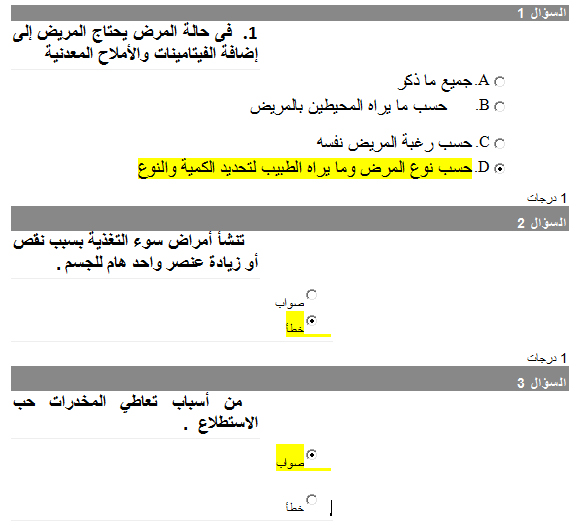 السؤال 1
1. فى حالة المرض يحتاج المريض إلى
إضافة الفيتامينات والأملاح المعدنية
A. جميع ما ذكر
B. حسب ما يراه المحيطين بالمريض
C. حسب رغبة المريض نفسه
D. حسب نوع المرض وما يراه الطبيب لتحديد الكمية والنوع
1 درجات
السؤال 2
تنشأ أمراض سوء التغذية بسبب نقص
أو زيادة عنصر واحد هام للجسم .
صواب
خطأ
1 درجات
السؤال 3
من أسباب تعاطي المخدرات حب
الاستطلاع .
صواب
خطأ